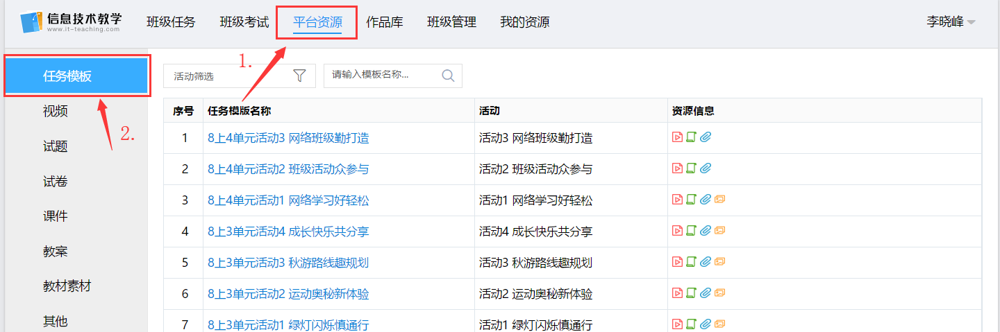 信息技术教学
www.it-teaching.com
班级任务 班级考试 平台资源 作品库 班级管理 我的资源 李晓峰
1.
任务模板
视频
2.
试题
试卷
课件
教案
教材素材
其他
活动筛选 请输入模板名称...
序号 任务模版名称 活动 资源信息
1 8上4单元活动3 网络班级勤打造 活动3 网络班级勤打造
2 8上4单元活动2 班级活动众参与 活动2 班级活动众参与
3 8上4单元活动1 网络学习好轻松 活动1 网络学习好轻松
4 8上3单元活动4 成长快乐共分享 活动4 成长快乐共分享
5 8上3单元活动3 秋游路线趣规划 活动3 秋游路线趣规划
6 8上3单元活动2 运动奥秘新体验 活动2 运动奥秘新体验
7 8上3单元活动1 绿灯闪烁慎通行 活动1 绿灯闪烁慎通行